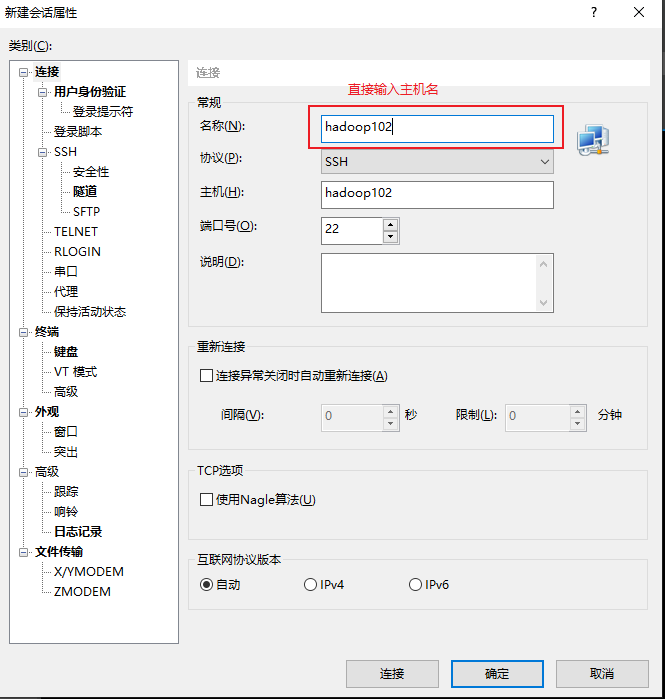 新建会话属性
?
类别(C):
连接
用户身份验证
登录提示符
登录脚本
SSH
安全性
隧道
SFTP
TELNET
RLOGIN
串口
代理
保持活动状态
终端
键盘
VT 模式
高级
外观
窗口
突出
高级
跟踪
响铃
日志记录
文件传输
X/YMODEM
ZMODEM
连接
直接输入主机名
常规
名称(N): hadoop102
协议(P): SSH
主机(H): hadoop102
端口号(O): 22
说明(D):
重新连接
连接异常关闭时自动重新连接(A)
间隔(V): 0 秒 限制(L): 0 分钟
TCP选项
使用Nagle算法(U)
互联网协议版本
自动 IPv4 IPv6
连接 确定 取消